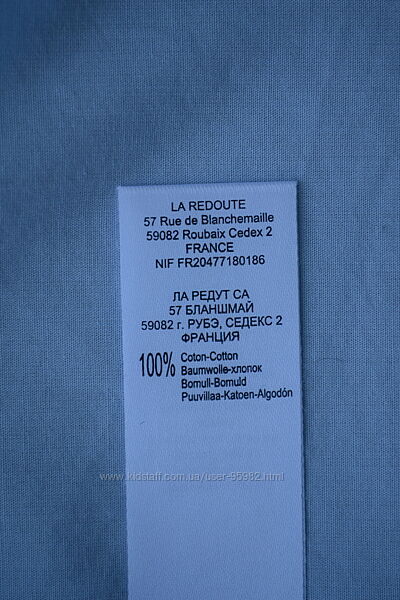 LA REDOUTE
57 Rue de Blanchemaille
59082 Roubaix Cedex 2
FRANCE
NIF FR20477180186
ЛА РЕДУТ СА
57 БЛАНШМАЙ
59082 г. РУБЭ, СЕДЕКС 2
ФРАНЦИЯ
100% Coton-Cotton
Baumwolle-хлопок
Bomull-Bomuld
Puuvillaa-Katoen-Algodón
www.kidstaff.com.ua/user-95982.html